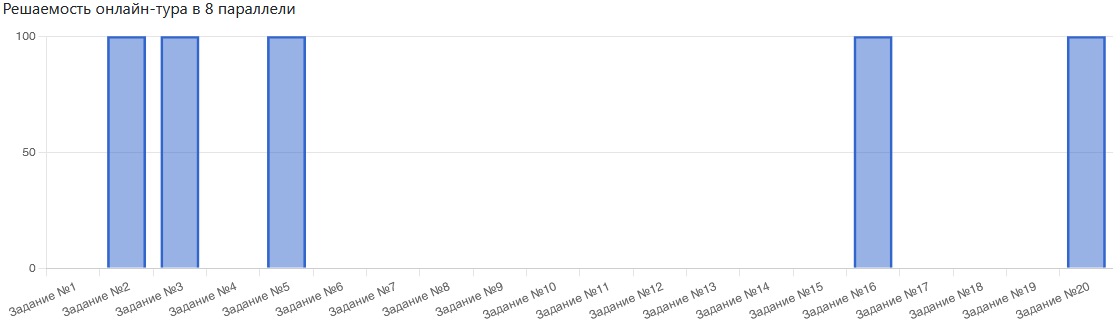 Решаемость онлайн-тура в 8 параллели
100
50
0
Задание №1
Задание №2
Задание №3
Задание №4
Задание №5
Задание №6
Задание №7
Задание №8
Задание №9
Задание №10
Задание №11
Задание №12
Задание №13
Задание №14
Задание №15
Задание №16
Задание №17
Задание №18
Задание №19
Задание №20